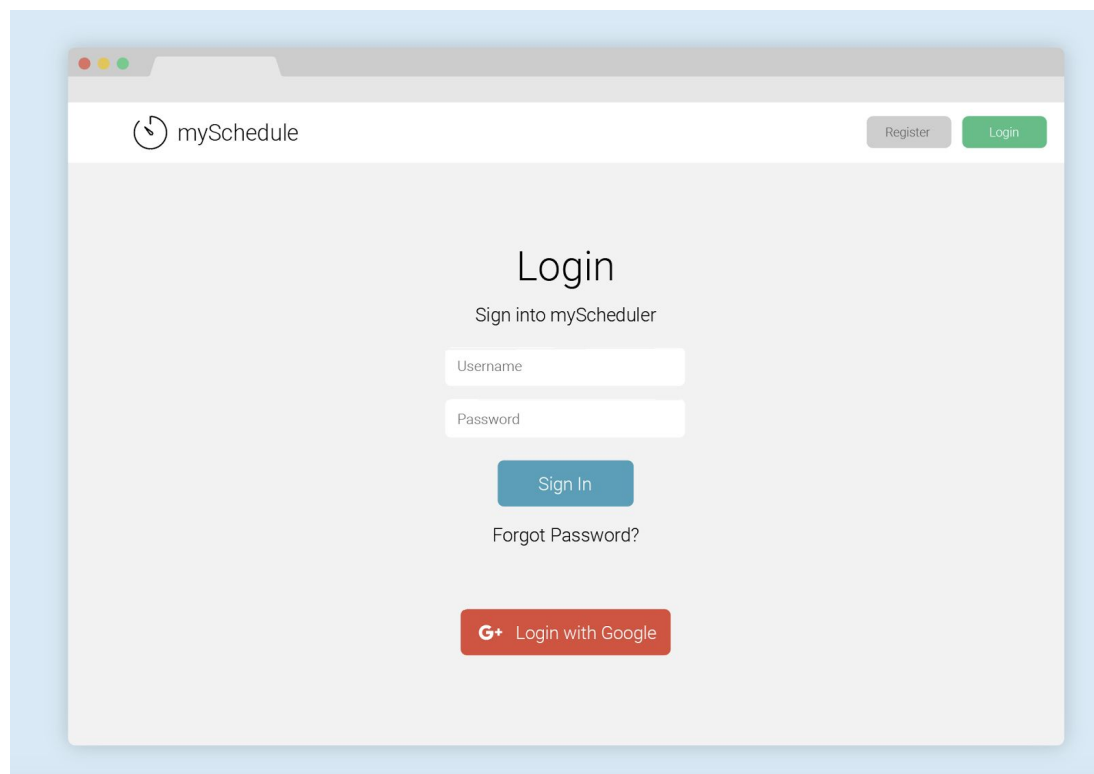 mySchedule
Register
Login
Login
Sign into myScheduler
Username
Password
Sign In
Forgot Password?
G+ Login with Google